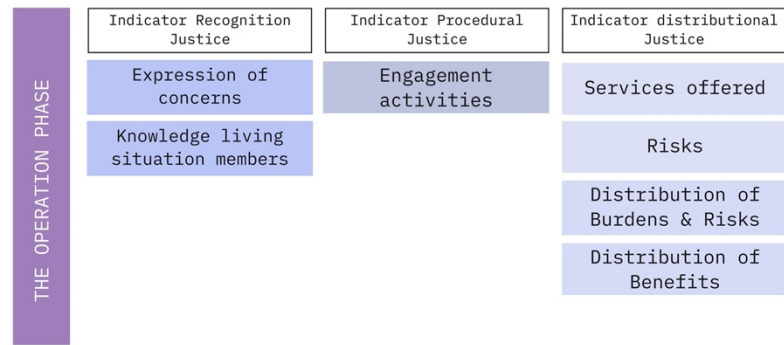 THE OPERATION PHASE
Indicator Recognition
Justice
Expression of
concerns
Knowledge living
situation members
Indicator Procedural
Justice
Engagement
activities
Indicator distributional
Justice
Services offered
Risks
Distribution of
Burdens & Risks
Distribution of
Benefits